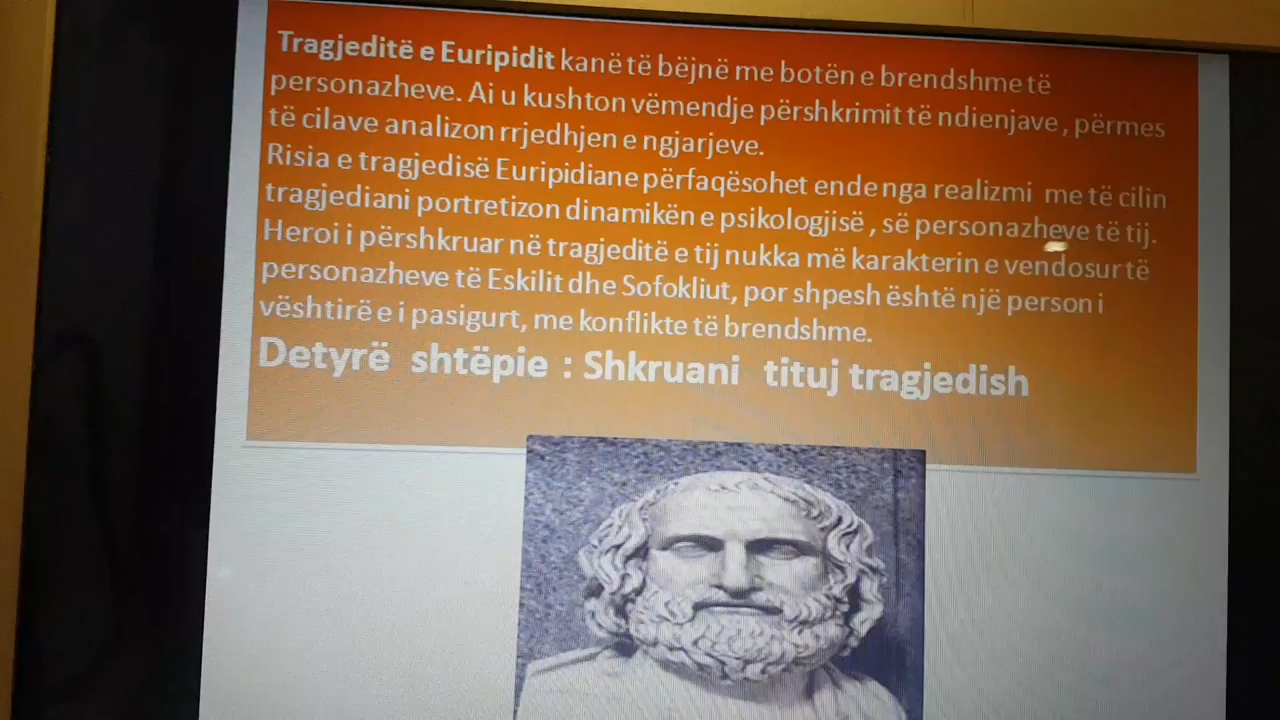 Tragjeditë e Euripidit kanë të bëjnë me botën e brendshme të
personazheve. Ai u kushton vëmendje përshkrimit të ndienjave, përmes
të cilave analizon rrjedhjen e ngjarjeve.
Risia e tragjedisë Euripidiane përfaqësohet ende nga realizmi me të cilin
tragjediani portretizon dinamikën e psikologjisë, së personazheve të tij.
Heroi i përshkruar në tragjeditë e tij nuk ka më karakterin e vendosur të
personazheve të Eskilit dhe Sofokliut, por shpesh është një person i
vështirë e i pasigurt, me konflikte të brendshme.
Detyrë shtëpie : Shkruani tituj tragjedish